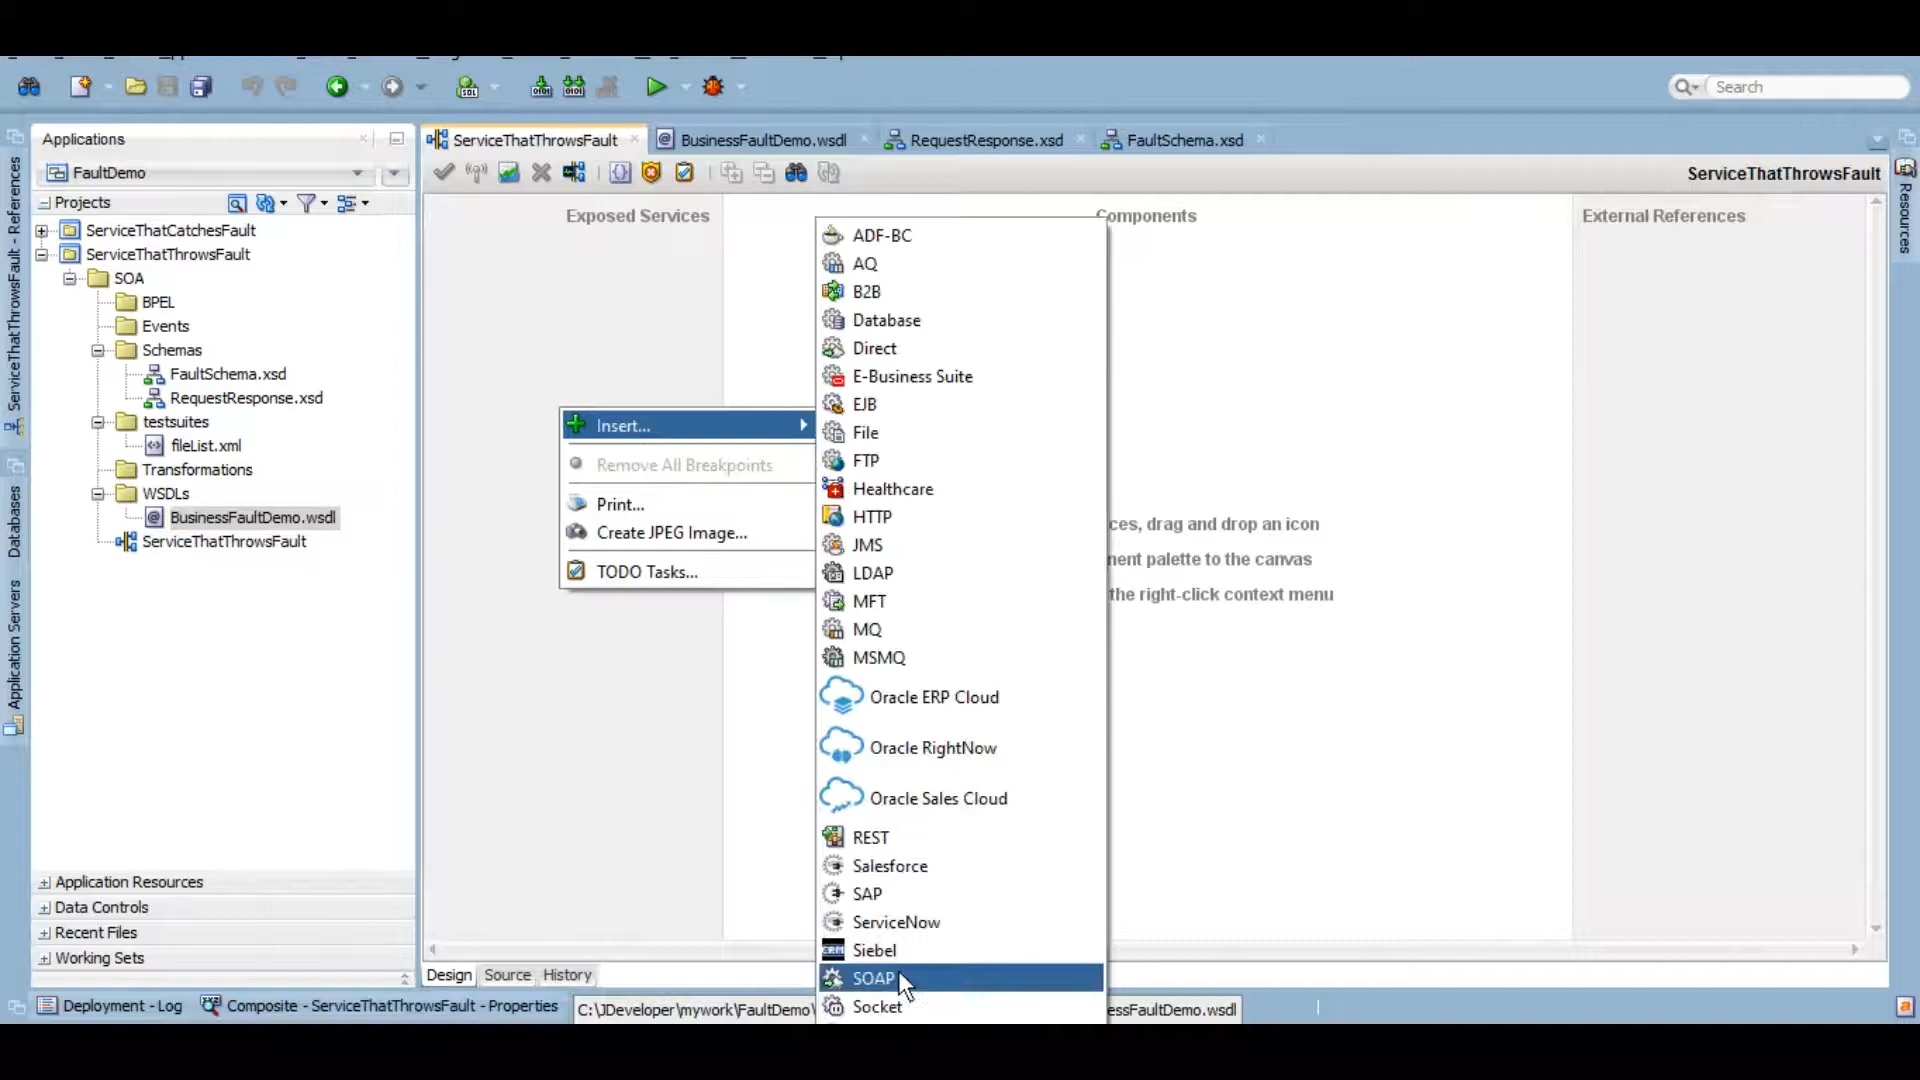 Search
Applications
FaultDemo
Projects
ServiceThatCatchesFault
ServiceThatThrowsFault
SOA
BPEL
Events
Schemas
FaultSchema.xsd
RequestResponse.xsd
testsuites
fileList.xml
Transformations
WSDLs
BusinessFaultDemo.wsdl
ServiceThatThrowsFault
Application Resources
Data Controls
Recent Files
Working Sets
ServiceThatThrowsFault - References
Databases
Application Servers
ServiceThatThrowsFault
BusinessFaultDemo.wsdl
RequestResponse.xsd
FaultSchema.xsd
ServiceThatThrowsFault
Exposed Services
Components
External References
ces, drag and drop an icon
nent palette to the canvas
the right-click context menu
Insert...
Remove All Breakpoints
Print...
Create JPEG Image...
TODO Tasks...
ADF-BC
AQ
B2B
Database
Direct
E-Business Suite
EJB
File
FTP
Healthcare
HTTP
JMS
LDAP
MFT
MQ
MSMQ
Oracle ERP Cloud
Oracle RightNow
Oracle Sales Cloud
REST
Salesforce
SAP
ServiceNow
Siebel
SOAP
Socket
Design
Source
History
Deployment - Log
Composite - ServiceThatThrowsFault - Properties
C:\JDeveloper\mywork\FaultDemo\
essFaultDemo.wsdl
Resources